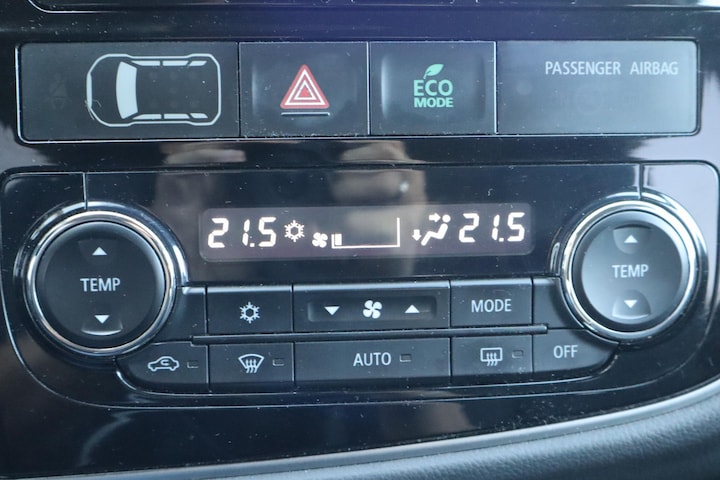 ECO
MODE
PASSENGER AIRBAG
21.5
21.5
TEMP
TEMP
MODE
AUTO
OFF